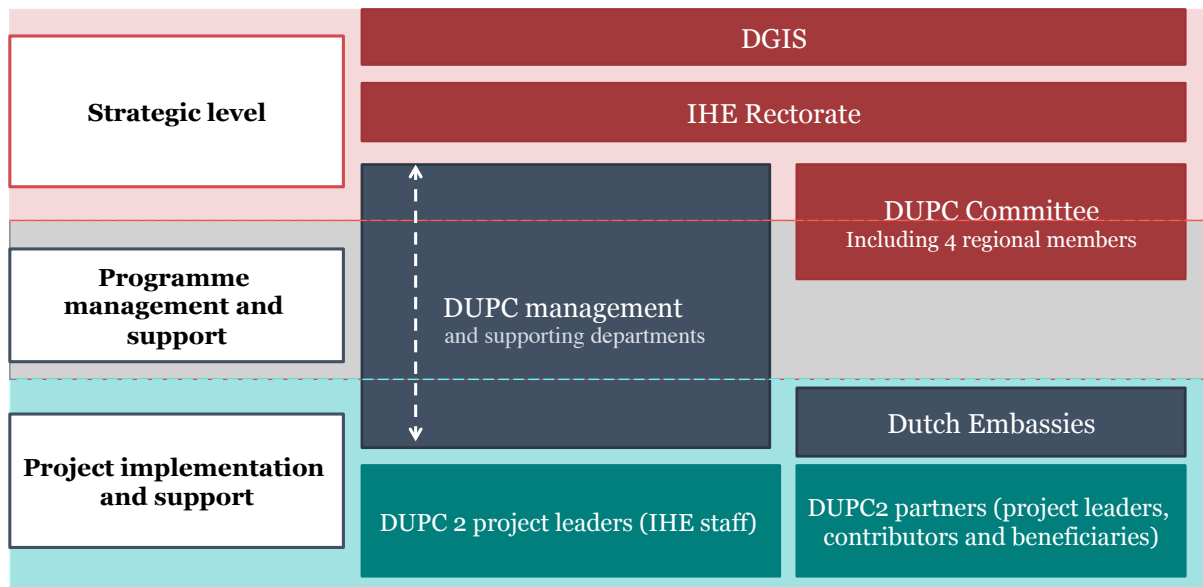 DGIS
Strategic level
IHE Rectorate
DUPC Committee
Including 4 regional members
Programme
management and
support
DUPC management
and supporting departments
Dutch Embassies
Project implementation
and support
DUPC 2 project leaders (IHE staff)
DUPC2 partners (project leaders,
contributors and beneficiaries)